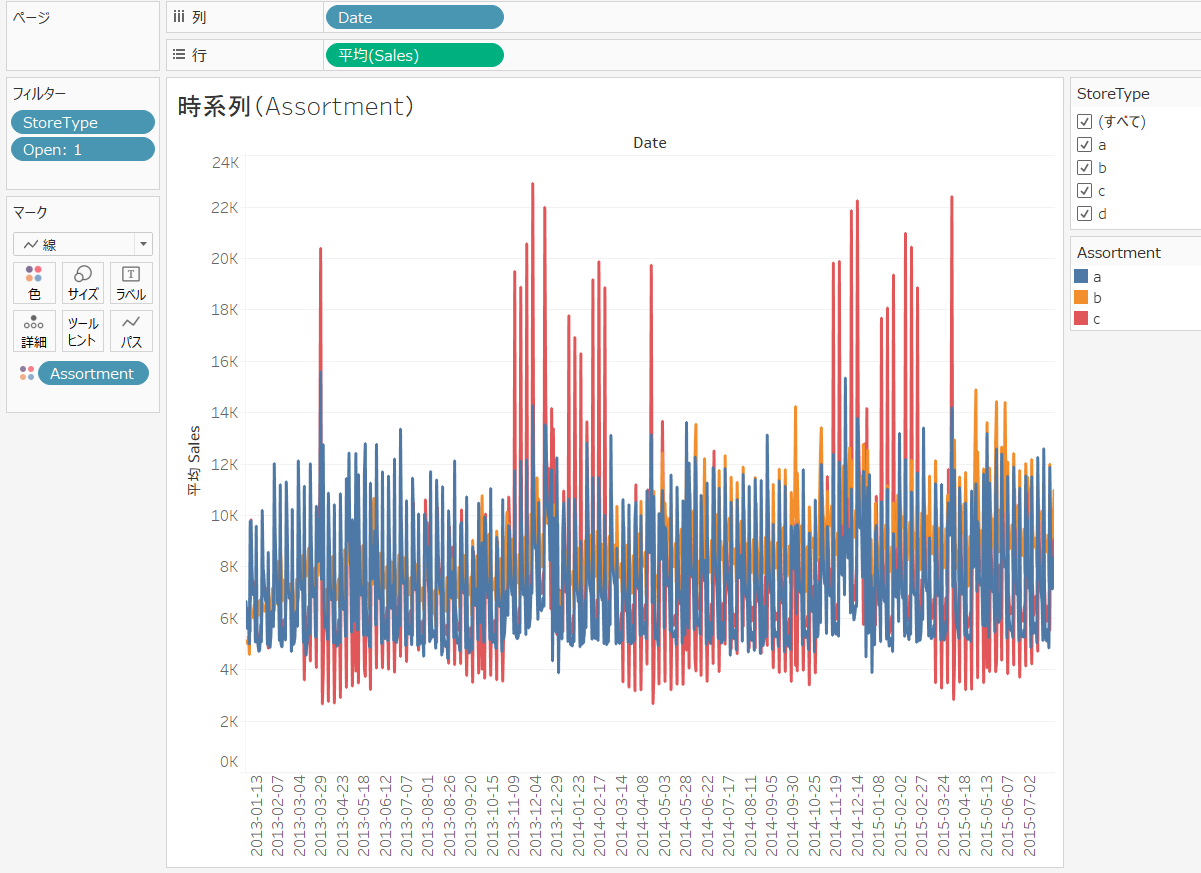 ページ
列
Date
行
平均(Sales)
フィルター
StoreType
Open: 1
マーク
線
色
サイズ
T
ラベル
詳細
ツール
ヒント
パス
Assortment
時系列(Assortment)
Date
平均 Sales
24K
22K
20K
18K
16K
14K
12K
10K
8K
6K
4K
2K
0K
2013-01-13
2013-02-07
2013-03-04
2013-03-29
2013-04-23
2013-05-18
2013-06-12
2013-07-07
2013-08-01
2013-08-26
2013-09-20
2013-10-15
2013-11-09
2013-12-04
2013-12-29
2014-01-23
2014-02-17
2014-03-14
2014-04-08
2014-05-03
2014-05-28
2014-06-22
2014-07-17
2014-08-11
2014-09-05
2014-09-30
2014-10-25
2014-11-19
2014-12-14
2015-01-08
2015-02-02
2015-02-27
2015-03-24
2015-04-18
2015-05-13
2015-06-07
2015-07-02
StoreType
(すべて)
a
b
c
d
Assortment
a
b
c